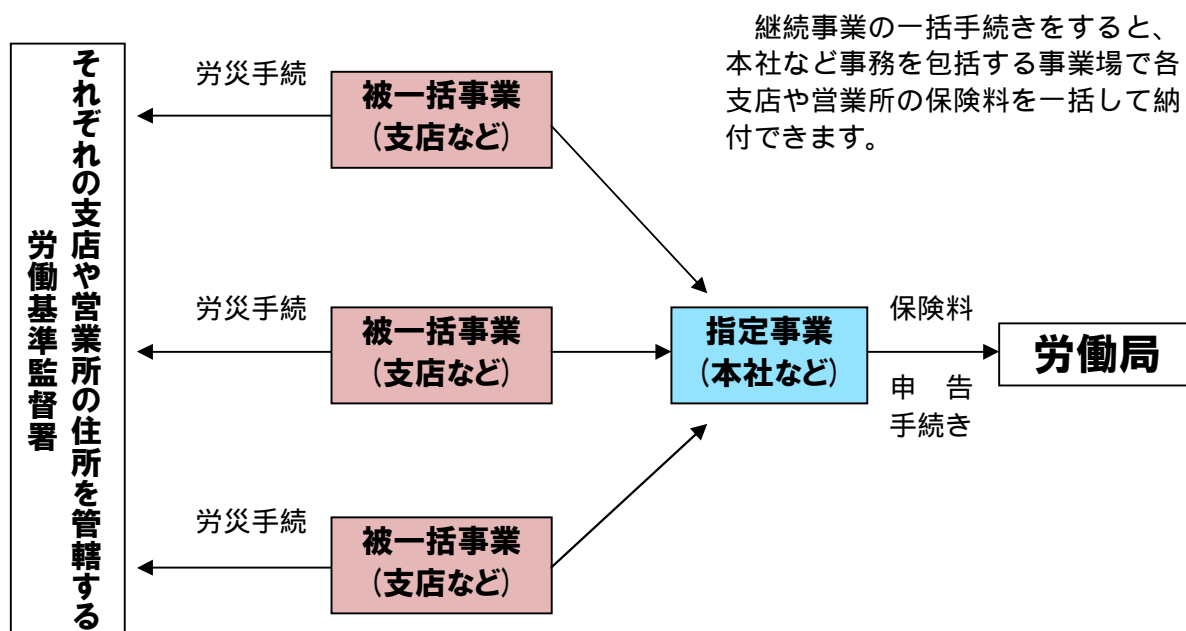 継続事業の一括手続きをすると、
本社など事務を包括する事業場で各
支店や営業所の保険料を一括して納
付できます。
それぞれの支店や営業所の住所を管轄する
労働基準監督署
労災手続
被一括事業
(支店など)
労災手続
被一括事業
(支店など)
労災手続
被一括事業
(支店など)
指定事業
(本社など)
保険料
申　告
手続き
労働局